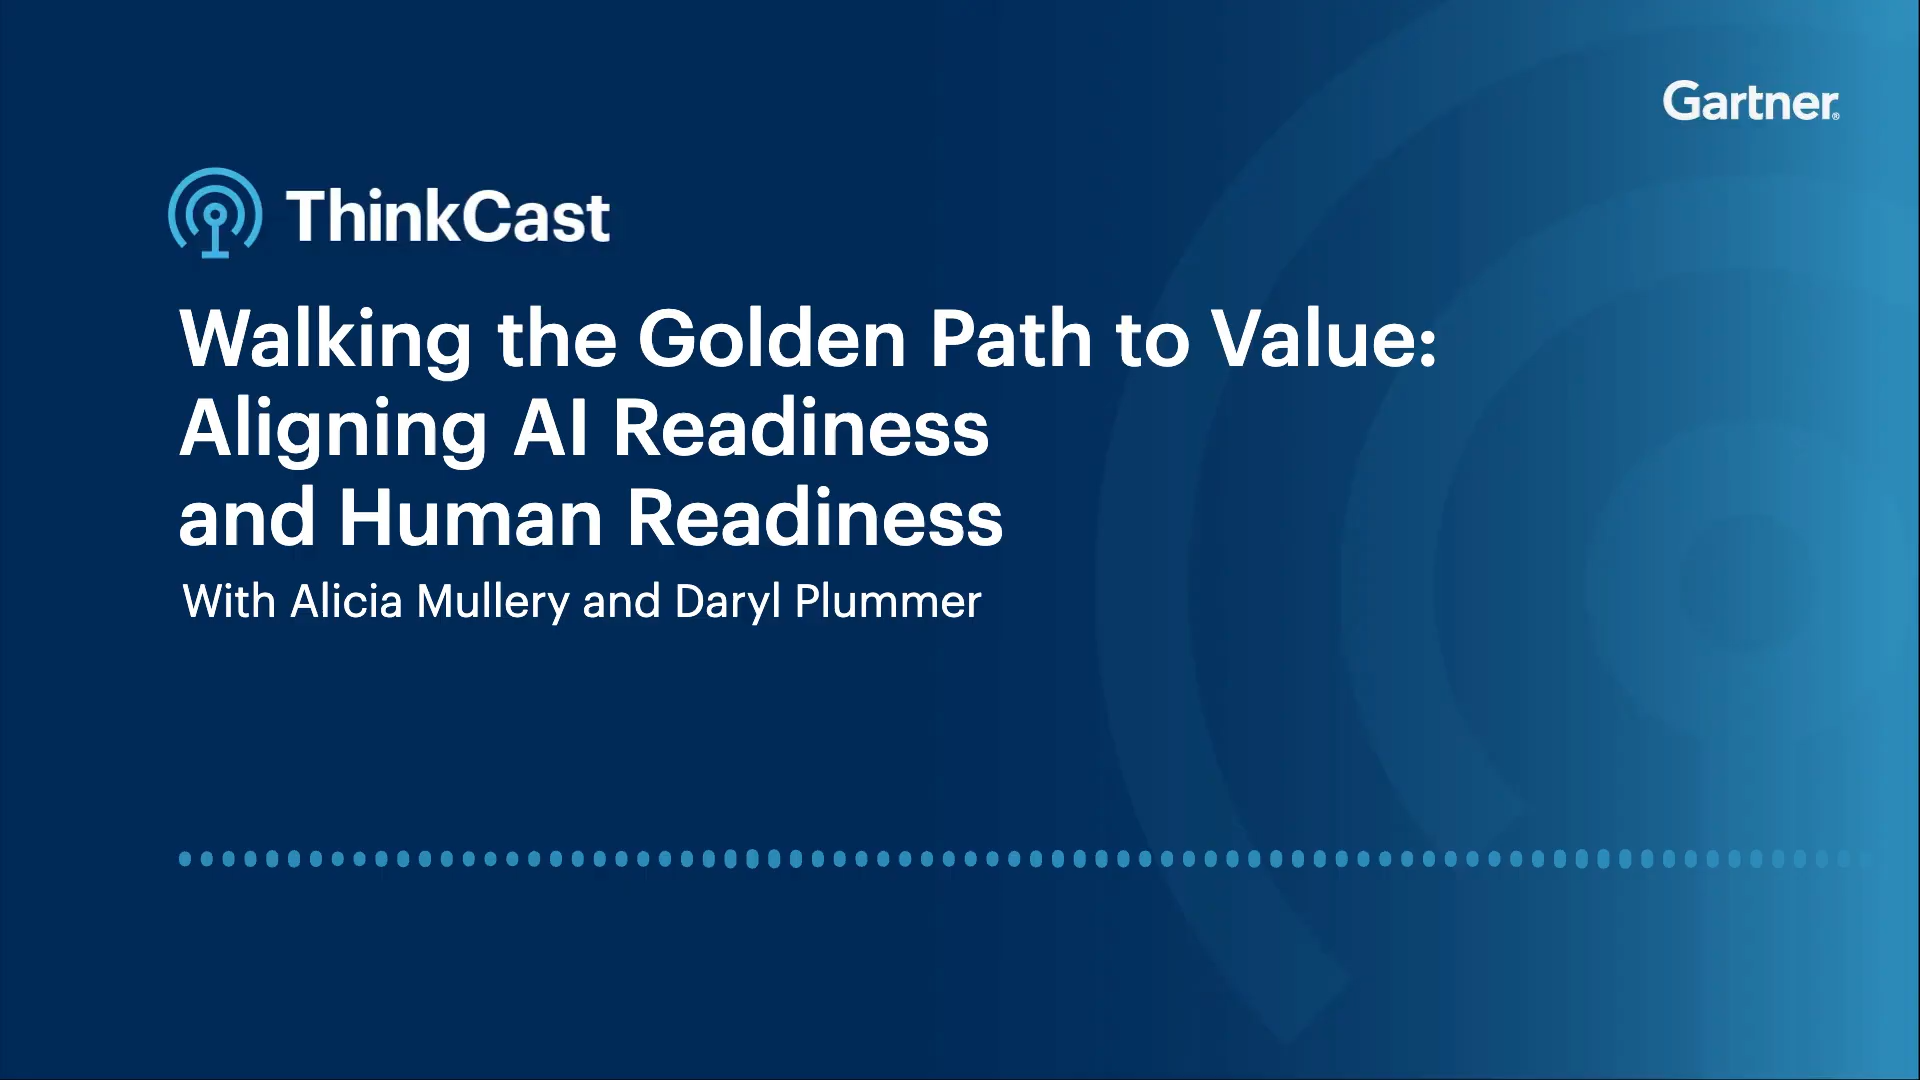 Gartner®
ThinkCast
Walking the Golden Path to Value:
Aligning AI Readiness
and Human Readiness
With Alicia Mullery and Daryl Plummer